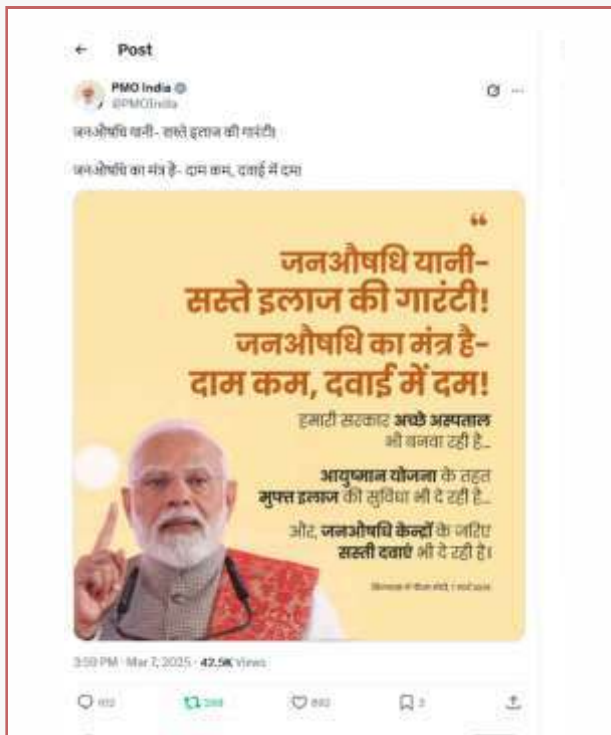 ← Post
PMO India
@PMOIndia
जनऔषधि यानी- सस्ते इलाज की गारंटी!
जनऔषधि का मंत्र है- दाम कम, दवाई में दम!
“
जनऔषधि यानी-
सस्ते इलाज की गारंटी!
जनऔषधि का मंत्र है-
दाम कम, दवाई में दम!
हमारी सरकार अच्छे अस्पताल
भी बनवा रही है...
आयुष्मान योजना के तहत
मुफ्त इलाज की सुविधा भी दे रही है...
और, जनऔषधि केन्द्रों के जरिए
सस्ती दवाएं भी दे रही है।
3:59 PM · Mar 7, 2025 · 42.5K Views